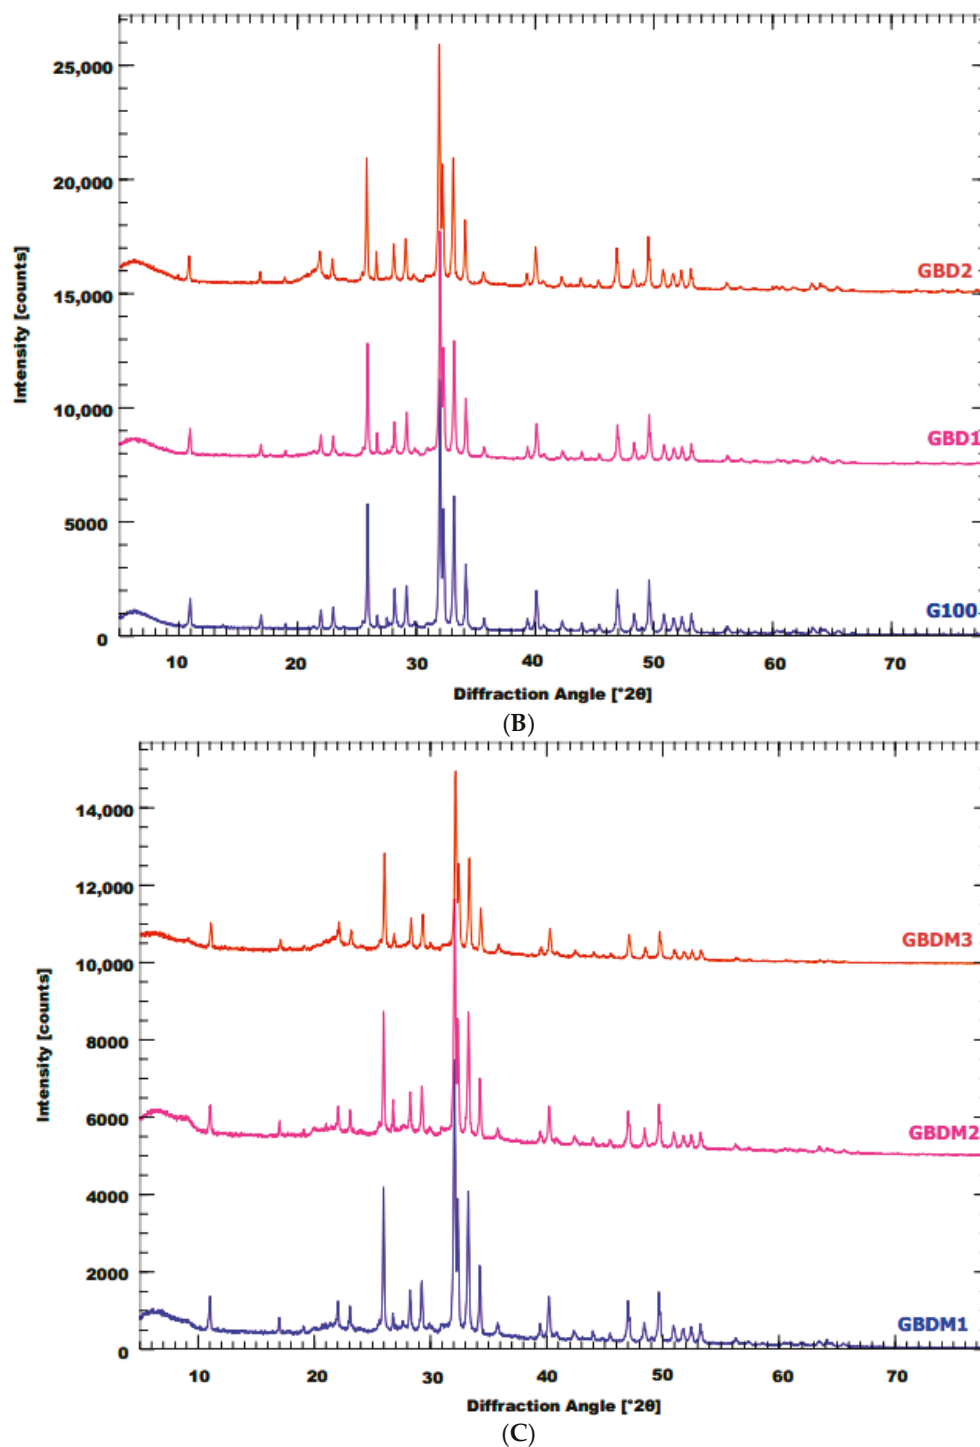 25,000
20,000
15,000
10,000
5000
0
Intensity [counts]
GBD2
GBD1
G100
10 20 30 40 50 60 70
Diffraction Angle [°2θ]
(B)
14,000
12,000
10,000
8000
6000
4000
2000
0
Intensity [counts]
GBDM3
GBDM2
GBDM1
10 20 30 40 50 60 70
Diffraction Angle [°2θ]
(C)